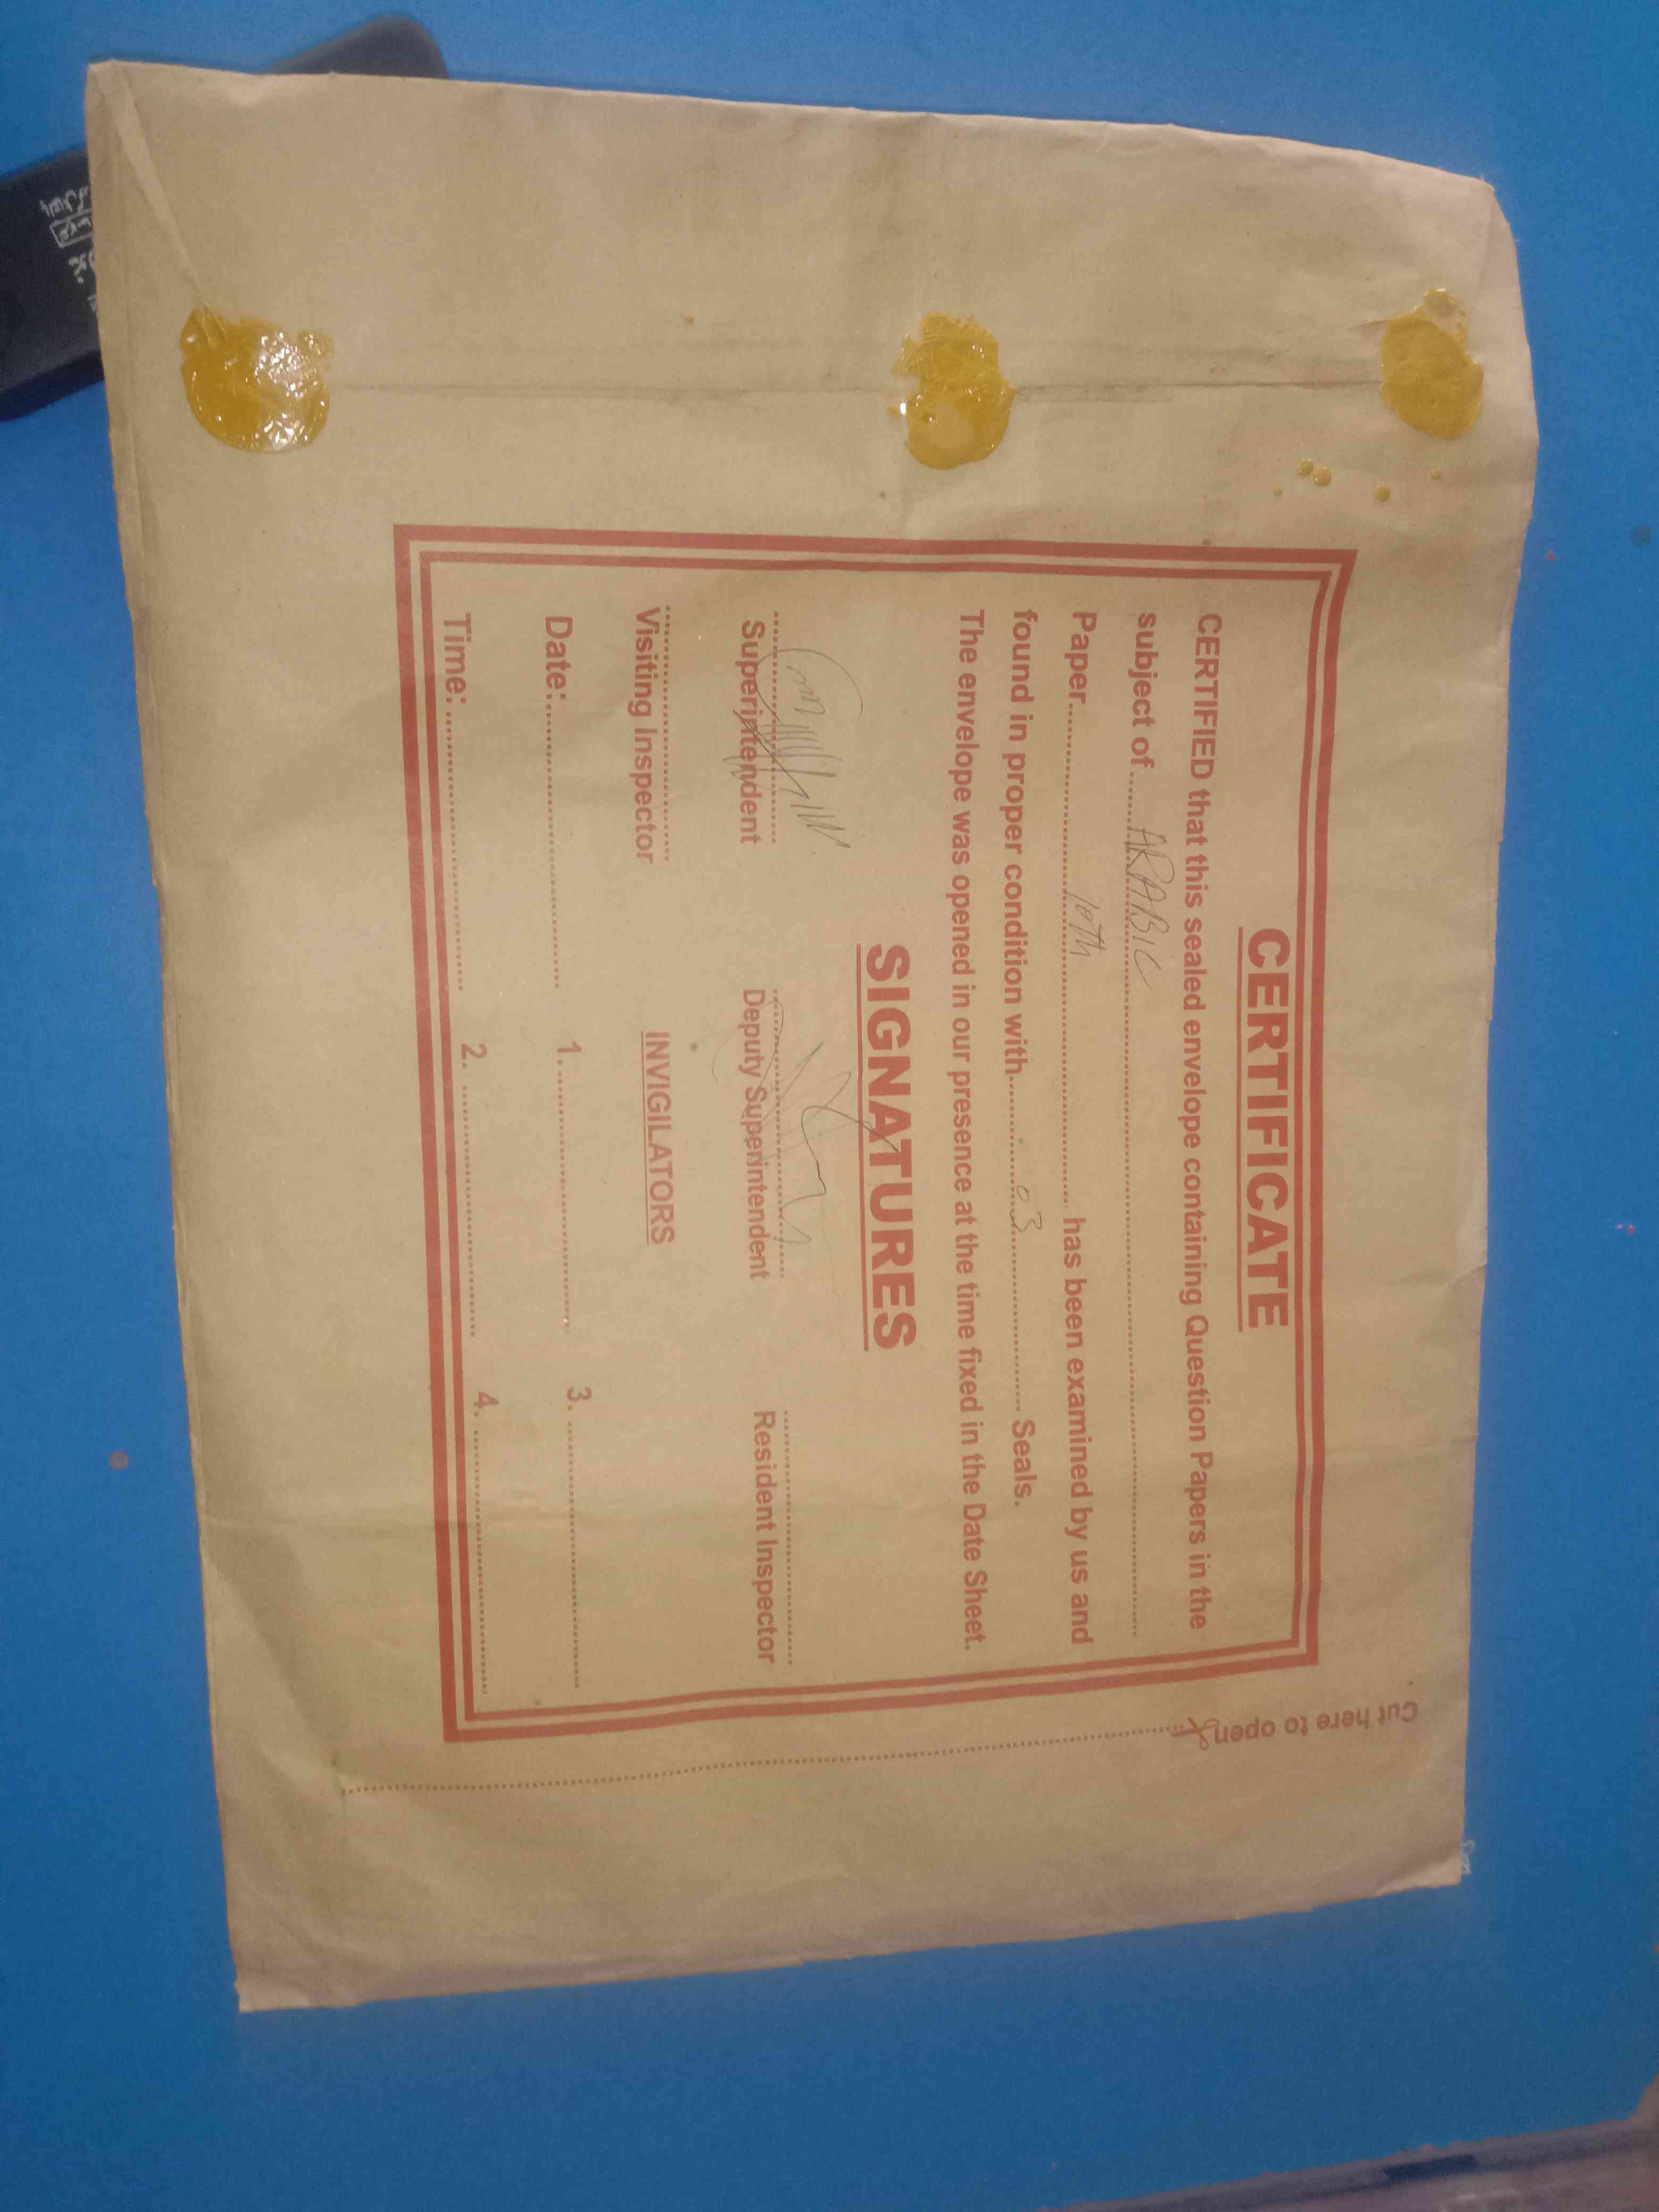 CERTIFICATE
CERTIFIED that this sealed envelope containing Question Papers in the
subject of ARABIC
Paper 10th has been examined by us and
found in proper condition with 03 Seals.
The envelope was opened in our presence at the time fixed in the Date Sheet.
SIGNATURES
Superintendent Deputy Superintendent Resident Inspector
Visiting Inspector INVIGILATORS
Date: 1. 3.
Time: 2. 4.
Cut here to open